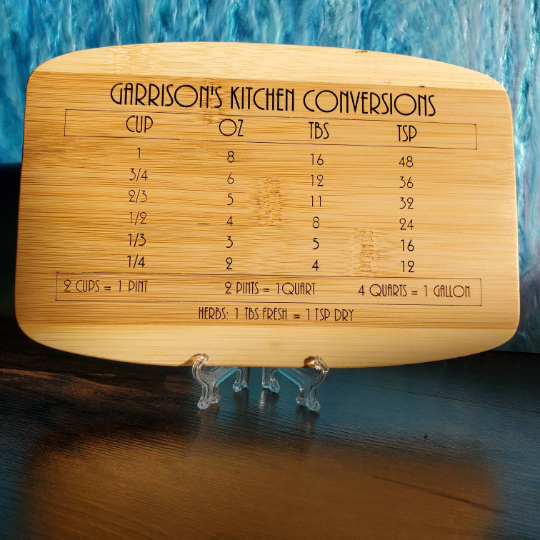 GARRISON'S KITCHEN CONVERSIONS
CUP OZ TBS TSP
1 8 16 48
3/4 6 12 36
2/3 5 11 32
1/2 4 8 24
1/3 3 5 16
1/4 2 4 12
2 CUPS = 1 PINT 2 PINTS = 1 QUART 4 QUARTS = 1 GALLON
HERBS: 1 TBS FRESH = 1 TSP DRY